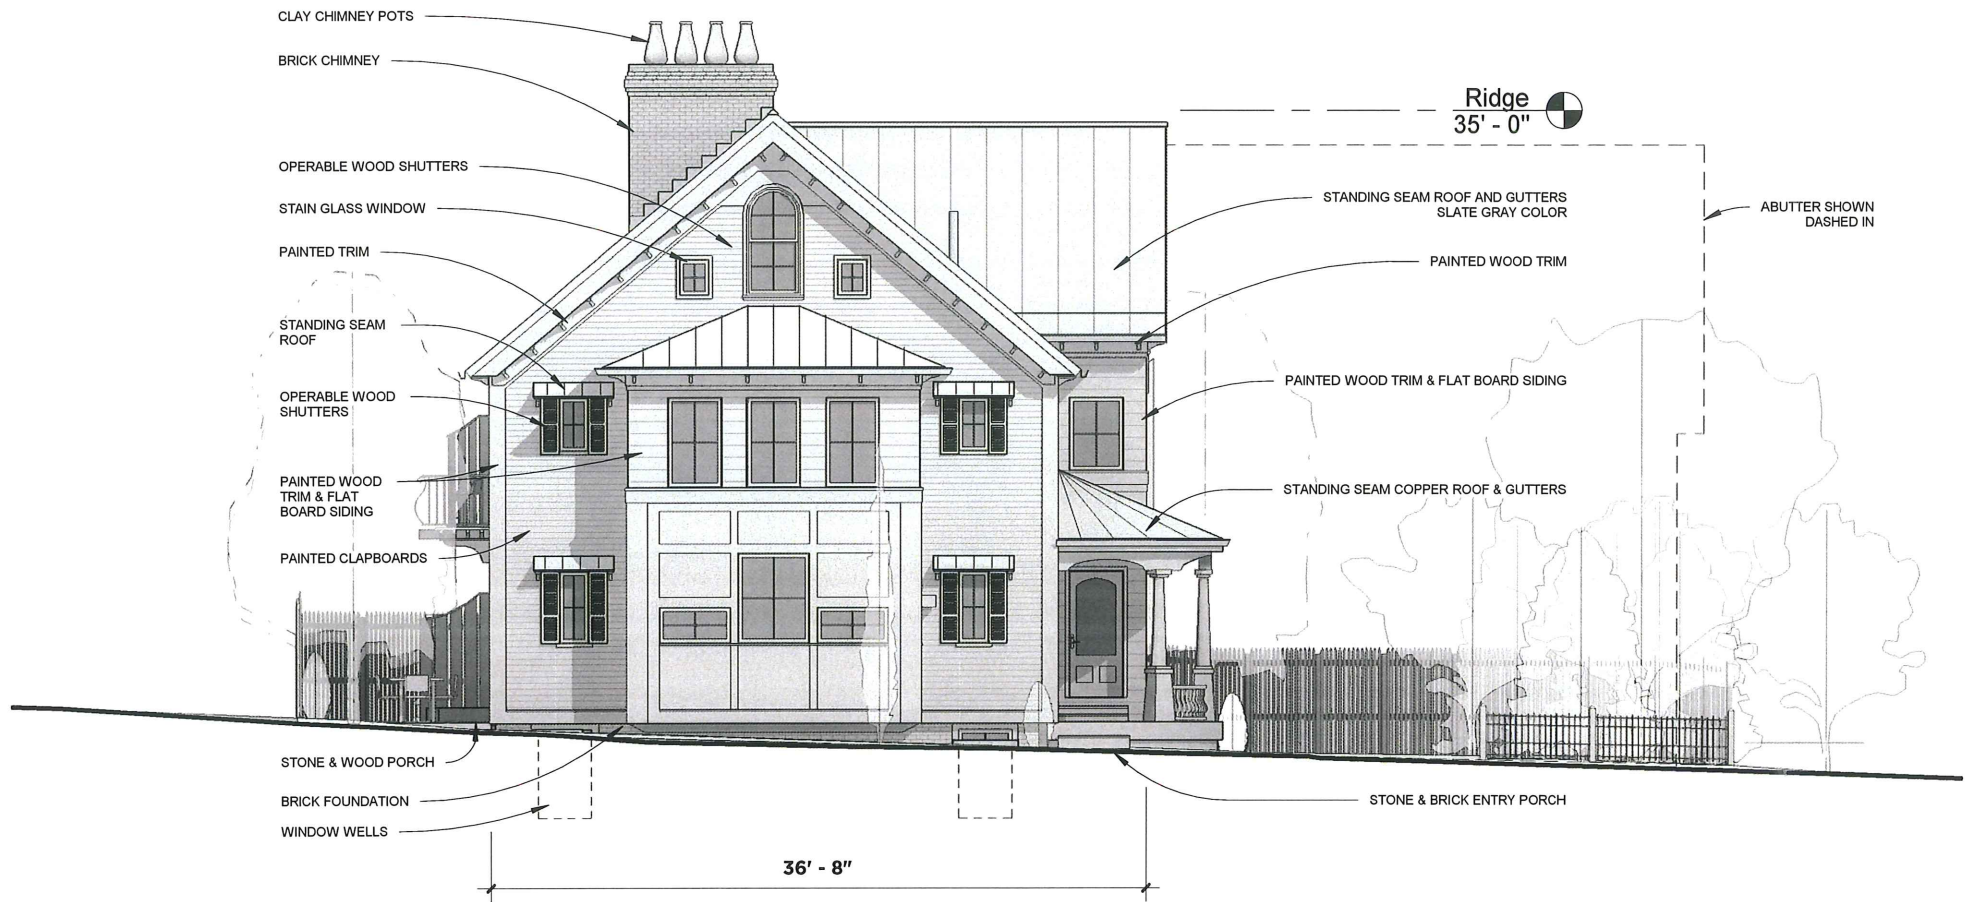 CLAY CHIMNEY POTS
BRICK CHIMNEY
OPERABLE WOOD SHUTTERS
STAIN GLASS WINDOW
PAINTED TRIM
STANDING SEAM
ROOF
OPERABLE WOOD
SHUTTERS
PAINTED WOOD
TRIM & FLAT
BOARD SIDING
PAINTED CLAPBOARDS
STONE & WOOD PORCH
BRICK FOUNDATION
WINDOW WELLS
36' - 8"
Ridge
35' - 0"
STANDING SEAM ROOF AND GUTTERS
SLATE GRAY COLOR
ABUTTER SHOWN
DASHED IN
PAINTED WOOD TRIM
PAINTED WOOD TRIM & FLAT BOARD SIDING
STANDING SEAM COPPER ROOF & GUTTERS
STONE & BRICK ENTRY PORCH